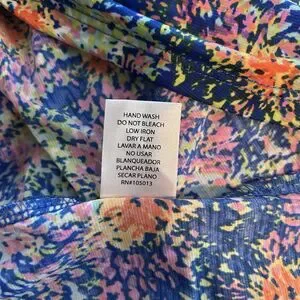 HAND WASH
DO NOT BLEACH
LOW IRON
DRY FLAT
LAVAR A MANO
NO USAR
BLANQUEADOR
PLANCHA BAJA
SECAR PLANO
RN#105013